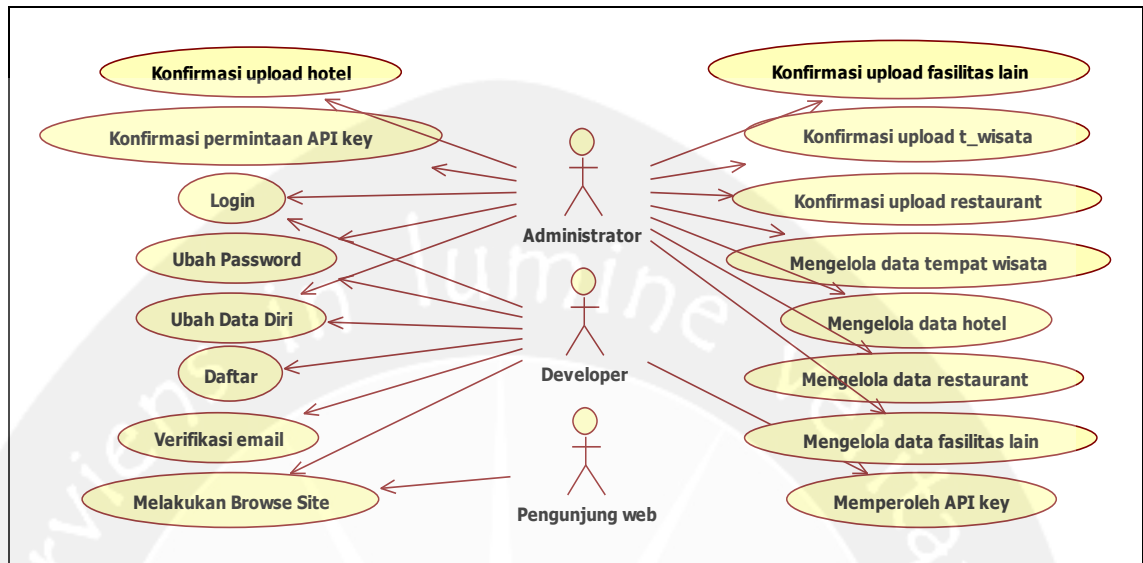 Konfirmasi upload hotel
Konfirmasi permintaan API key
Login
Ubah Password
Ubah Data Diri
Daftar
Verifikasi email
Melakukan Browse Site
Administrator
Developer
Pengunjung web
Konfirmasi upload fasilitas lain
Konfirmasi upload t_wisata
Konfirmasi upload restaurant
Mengelola data tempat wisata
Mengelola data hotel
Mengelola data restaurant
Mengelola data fasilitas lain
Memperoleh API key
in lumine